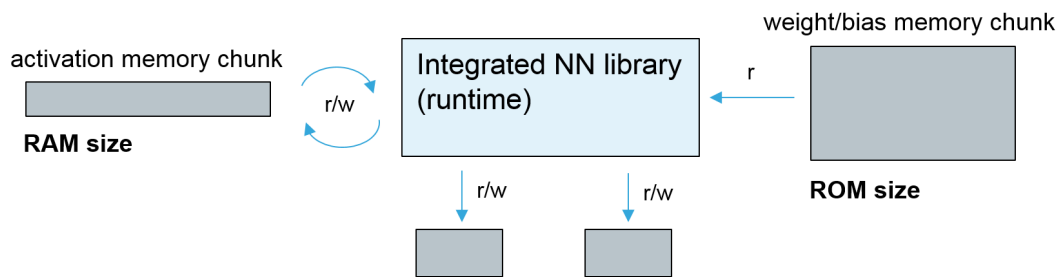 activation memory chunk
RAM size
r/w
Integrated NN library
(runtime)
r
weight/bias memory chunk
ROM size
r/w
r/w